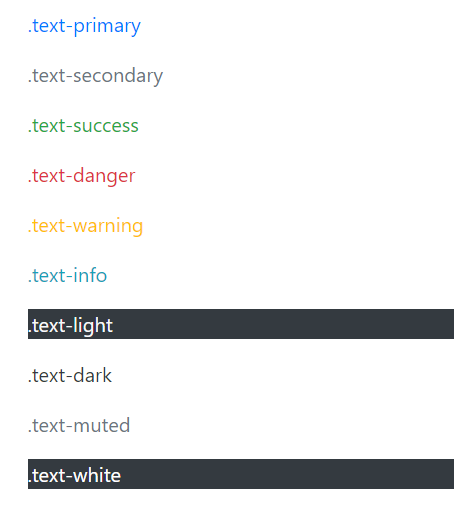 .text-primary
.text-secondary
.text-success
.text-danger
.text-warning
.text-info
.text-light
.text-dark
.text-muted
.text-white